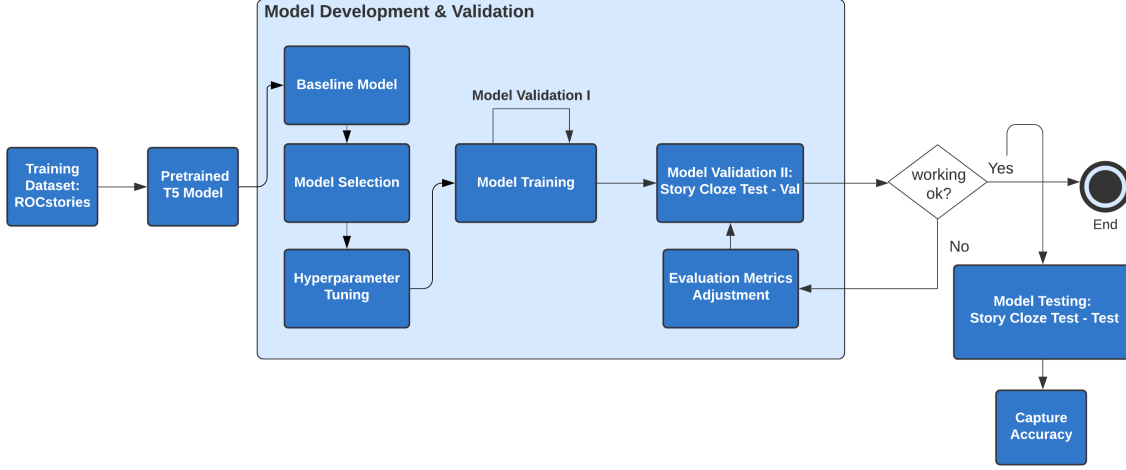 Model Development & Validation
Training
Dataset:
ROCstories
Pretrained
T5 Model
Baseline Model
Model Selection
Hyperparameter
Tuning
Model Validation I
Model Training
Model Validation II:
Story Cloze Test - Val
Evaluation Metrics
Adjustment
working
ok?
Yes
No
End
Model Testing:
Story Cloze Test - Test
Capture
Accuracy